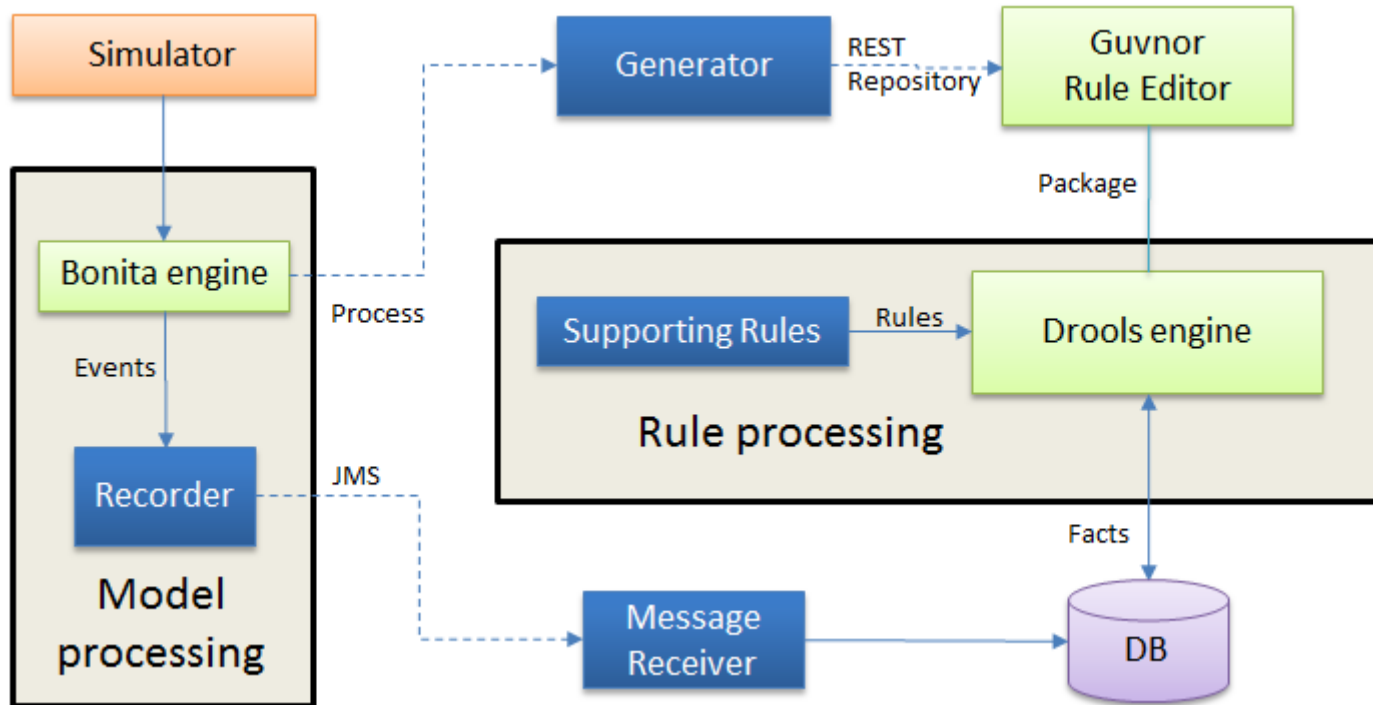 Simulator
Generator
REST
Repository
Guvnor
Rule Editor
Package
Bonita engine
Process
Events
Supporting Rules
Rules
Drools engine
Rule processing
Recorder
JMS
Facts
Model
processing
Message
Receiver
DB